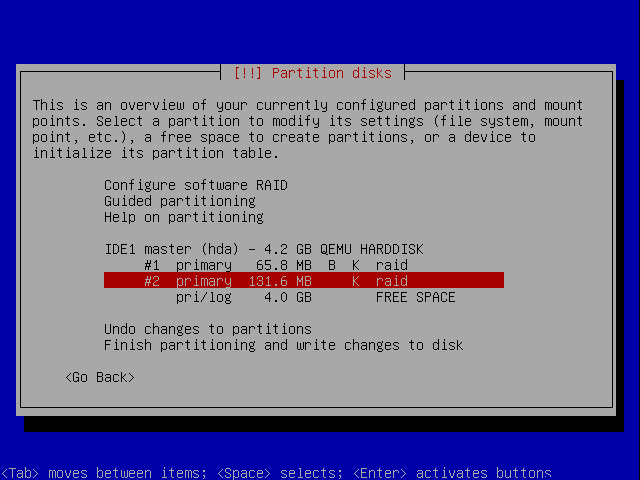 [!!] Partition disks
This is an overview of your currently configured partitions and mount
points. Select a partition to modify its settings (file system, mount
point, etc.), a free space to create partitions, or a device to
initialize its partition table.
Configure software RAID
Guided partitioning
Help on partitioning
IDE1 master (hda) - 4.2 GB QEMU HARDDISK
#1 primary 65.8 MB B K raid
#2 primary 131.6 MB K raid
pri/log 4.0 GB FREE SPACE
Undo changes to partitions
Finish partitioning and write changes to disk
<Go Back>
<Tab> moves between items; <Space> selects; <Enter> activates buttons